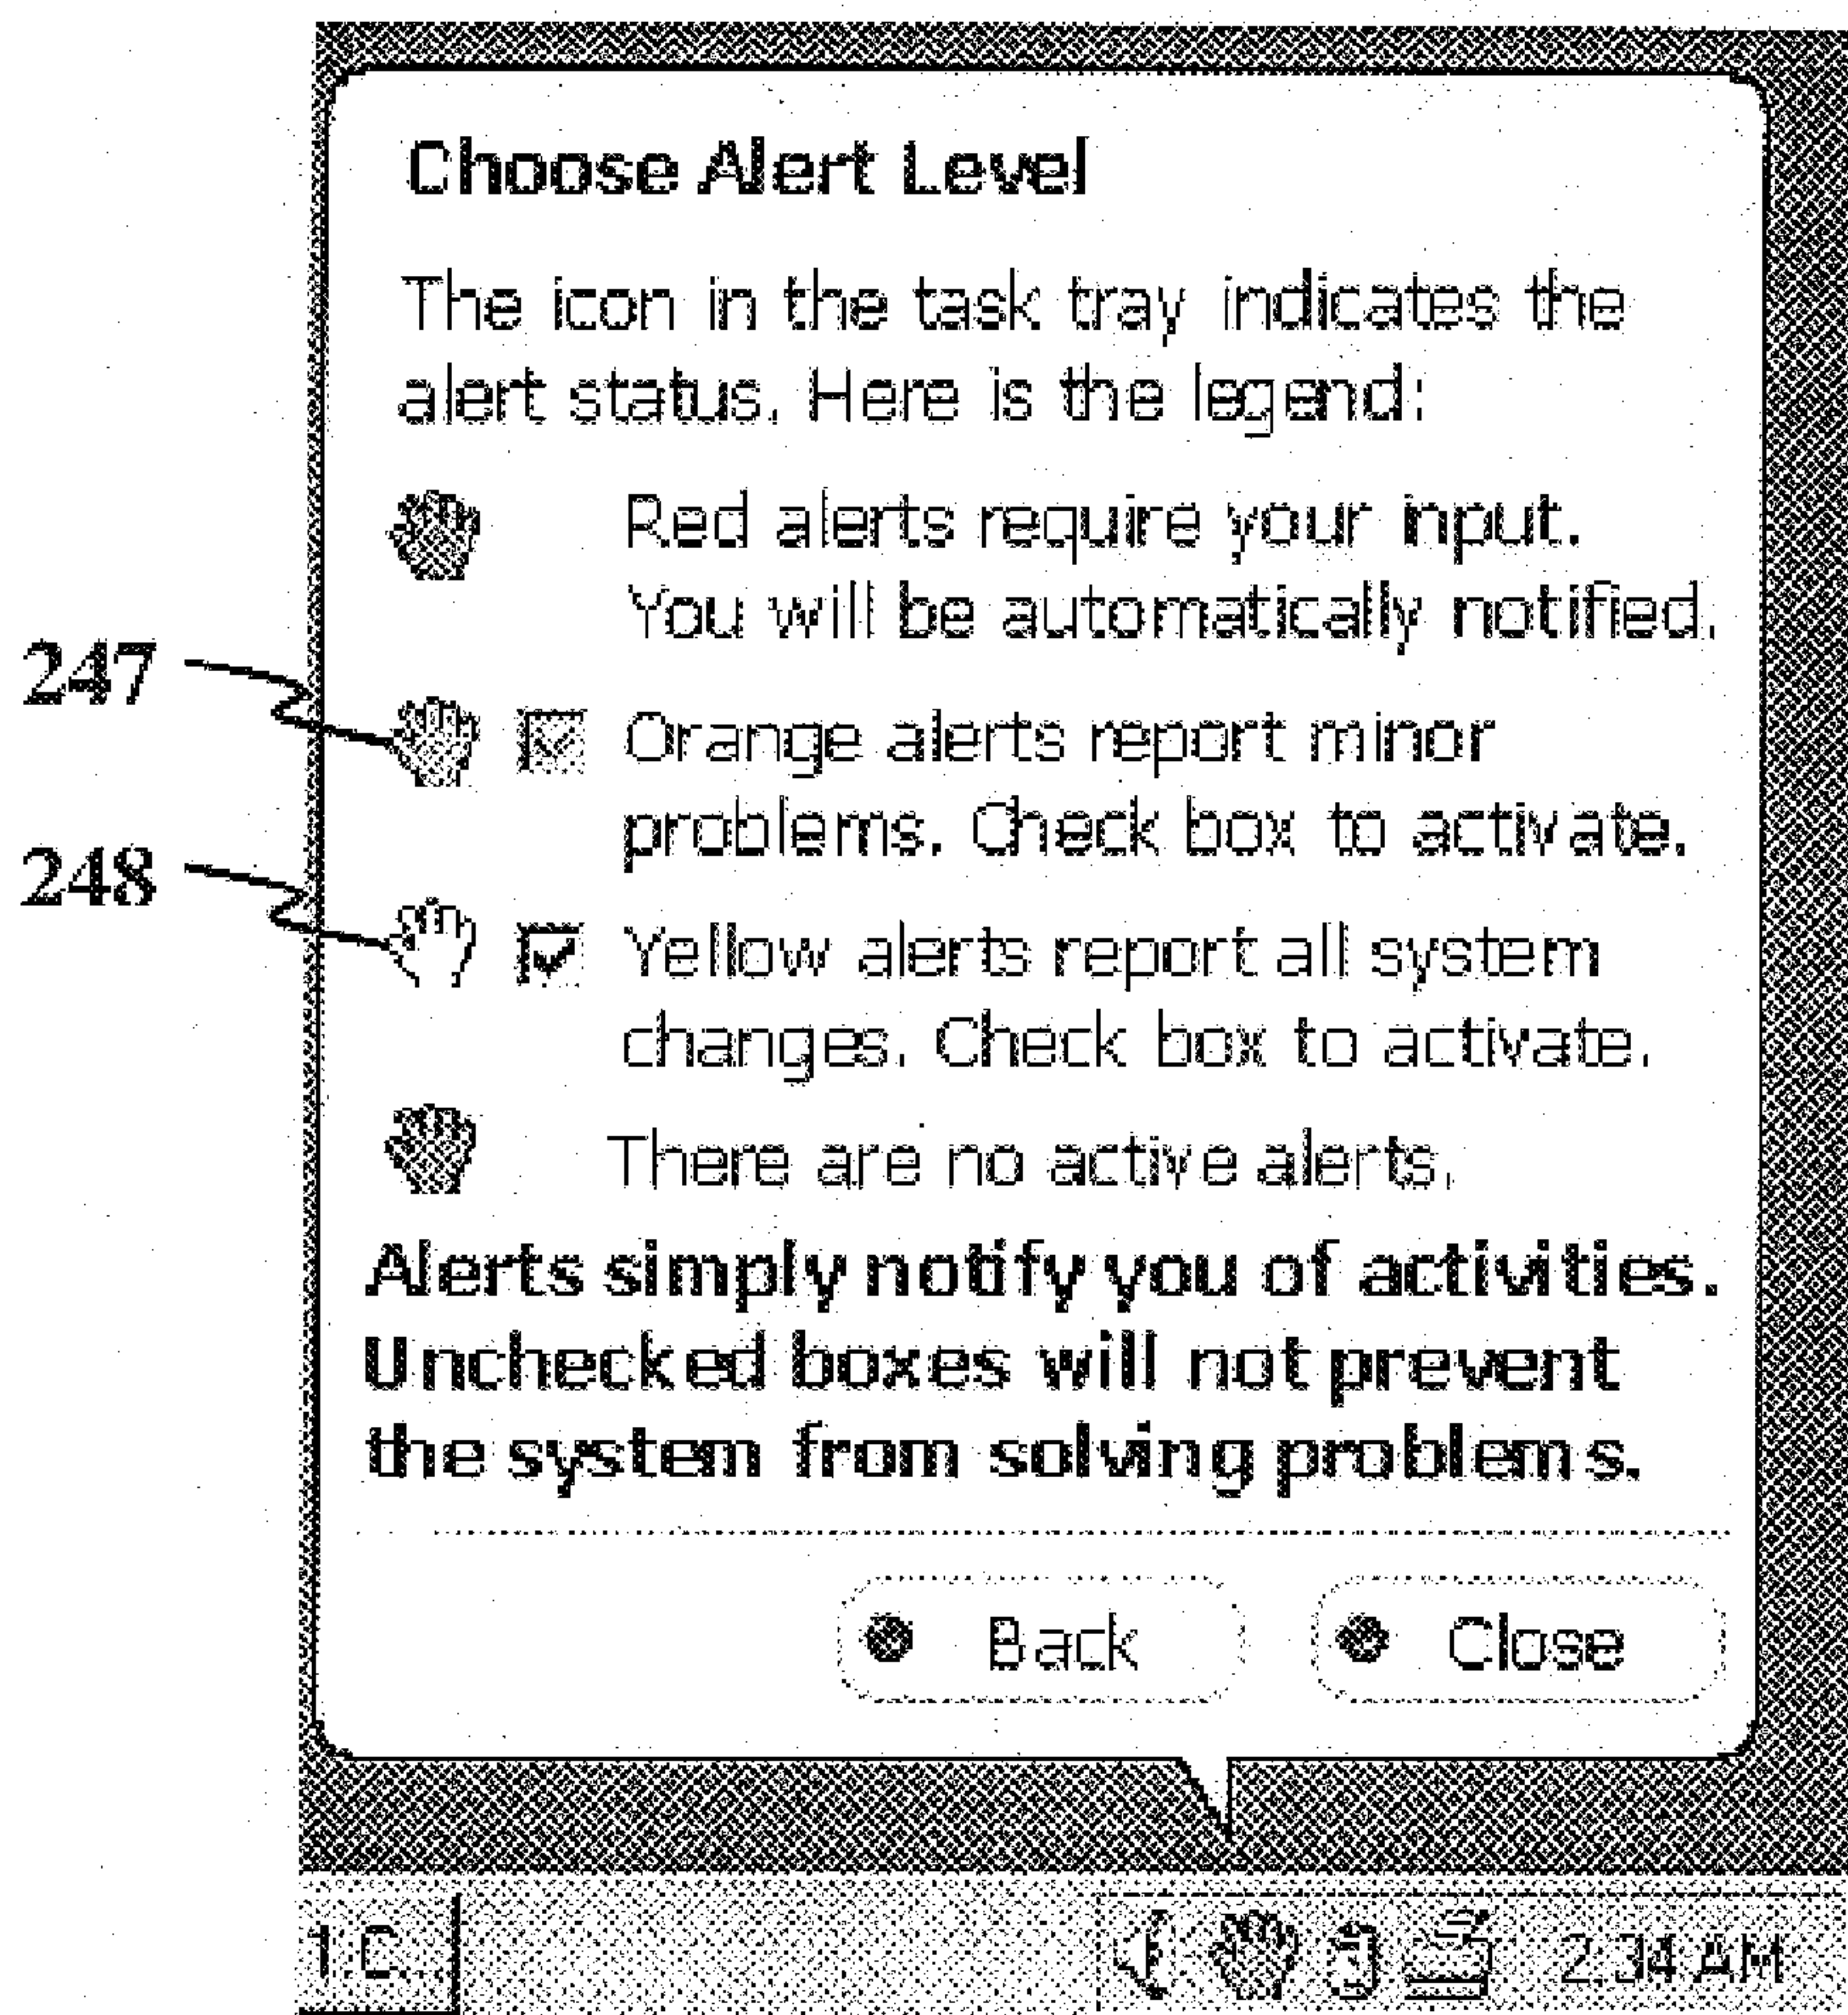 Choose Alert Level
The icon in the task tray indicates the
alert status. Here is the legend:
Red alerts require your input.
You will be automatically notified.
247
Orange alerts report minor
problems. Check box to activate.
248
Yellow alerts report all system
changes. Check box to activate.
There are no active alerts.
Alerts simply notify you of activities.
Unchecked boxes will not prevent
the system from solving problems.
Back
Close
2:34 AM